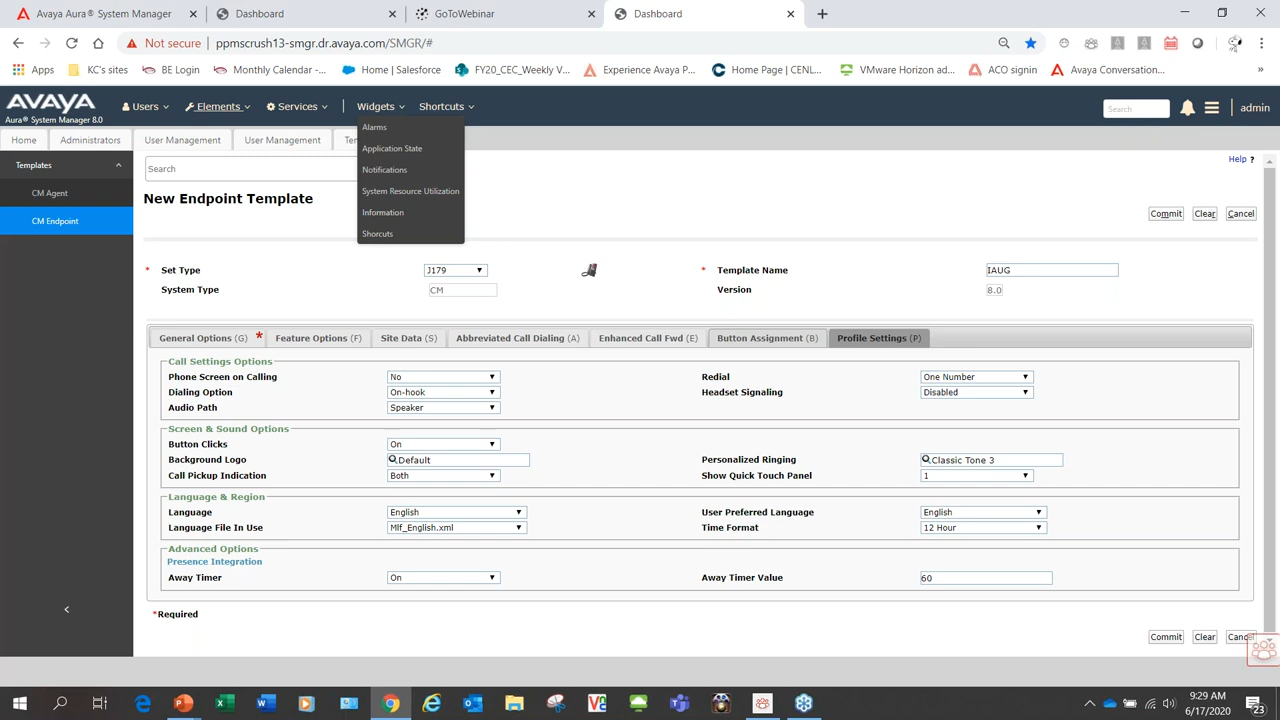 Avaya Aura® System Manager
Dashboard
GoToWebinar
Dashboard
Not secure
ppmscrush13-smgr.dr.avaya.com/SMGR/#
Apps
KC's sites
BE Login
Monthly Calendar -...
Home | Salesforce
FY20_CEC_Weekly V...
Experience Avaya P...
Home Page | CENL...
VMware Horizon ad...
ACO signin
Avaya Conversation...
»
AVAYA
Aura® System Manager 8.0
Users
Elements
Services
Widgets
Shortcuts
Search
admin
Home
Administrators
User Management
User Management
Te
Alarms
Application State
Notifications
System Resource Utilization
Information
Shorcuts
Templates
CM Agent
CM Endpoint
Search
Help ?
New Endpoint Template
Commit
Clear
Cancel
* Set Type
J179
* Template Name
IAUG
System Type
CM
Version
8.0
General Options (G) *
Feature Options (F)
Site Data (S)
Abbreviated Call Dialing (A)
Enhanced Call Fwd (E)
Button Assignment (B)
Profile Settings (P)
Call Settings Options
Phone Screen on Calling
No
Redial
One Number
Dialing Option
On-hook
Headset Signaling
Disabled
Audio Path
Speaker
Screen & Sound Options
Button Clicks
On
Background Logo
Default
Personalized Ringing
Classic Tone 3
Call Pickup Indication
Both
Show Quick Touch Panel
1
Language & Region
Language
English
User Preferred Language
English
Language File In Use
Mlf_English.xml
Time Format
12 Hour
Advanced Options
Presence Integration
Away Timer
On
Away Timer Value
60
*Required
Commit
Clear
Cancel
9:29 AM
6/17/2020
23